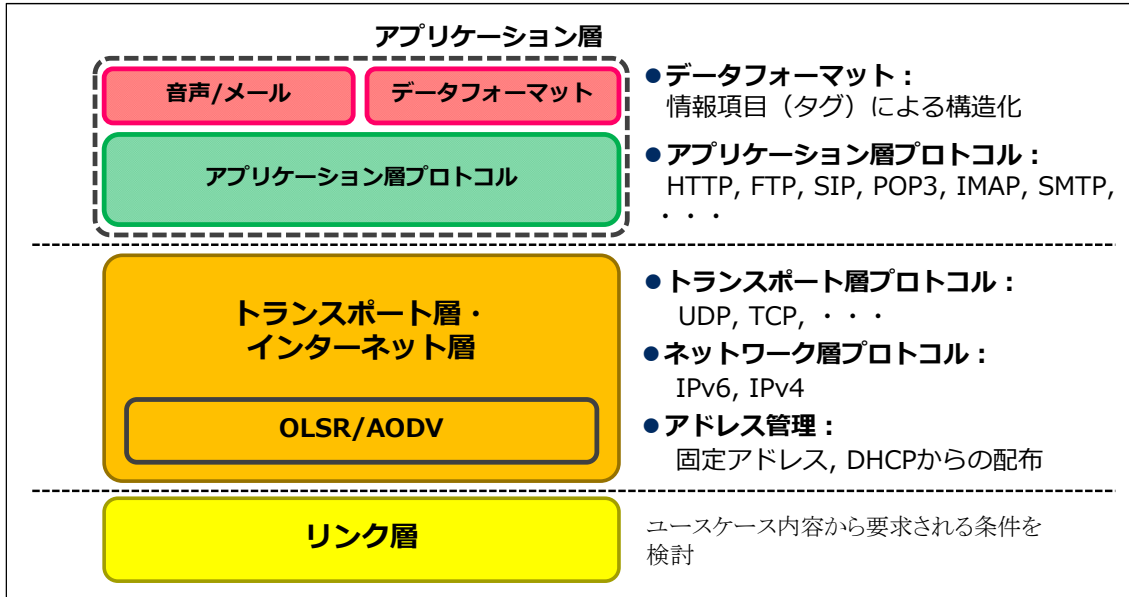 アプリケーション層
音声/メール
データフォーマット
アプリケーション層プロトコル
●データフォーマット：
情報項目（タグ）による構造化
●アプリケーション層プロトコル：
HTTP, FTP, SIP, POP3, IMAP, SMTP,
・・・
トランスポート層・
インターネット層
OLSR/AODV
●トランスポート層プロトコル：
UDP, TCP, ・・・
●ネットワーク層プロトコル：
IPv6, IPv4
●アドレス管理：
固定アドレス, DHCPからの配布
リンク層
ユースケース内容から要求される条件を
検討